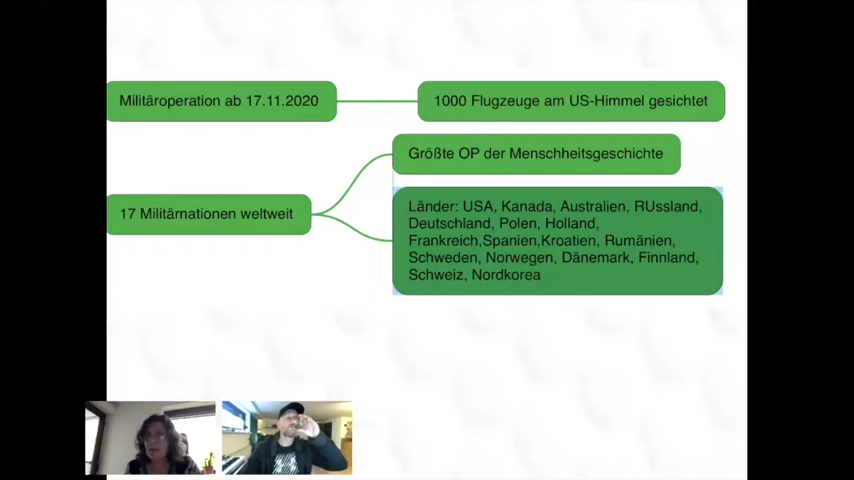 Militäroperation ab 17.11.2020
1000 Flugzeuge am US-Himmel gesichtet
Größte OP der Menschheitsgeschichte
17 Militärnationen weltweit
Länder: USA, Kanada, Australien, RUssland,
Deutschland, Polen, Holland,
Frankreich,Spanien,Kroatien, Rumänien,
Schweden, Norwegen, Dänemark, Finnland,
Schweiz, Nordkorea